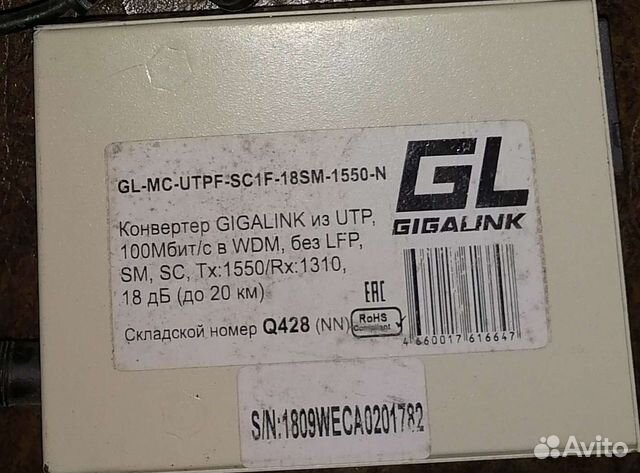 GL-MC-UTPF-SC1F-18SM-1550-N
Конвертер GIGALINK из UTP,
100Мбит/с в WDM, без LFP,
SM, SC, Tx:1550/Rx:1310,
18 дБ (до 20 км)
Складской номер Q428 (NN)
EAC
RoHS
Compliant
GL
GIGALINK
4 660017 616647
S/N:1809WECA0201782
Avito